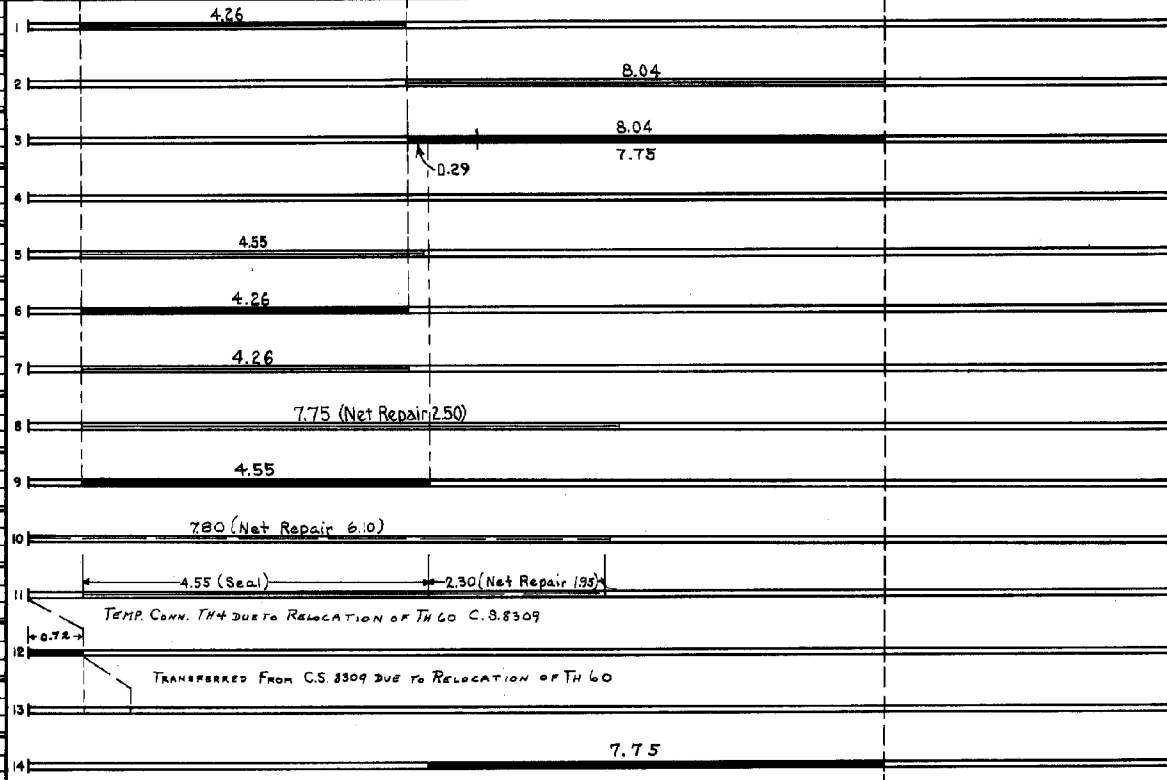 1 4.26
2 8.04
3 8.04
7.75
0.29
4
5 4.55
6 4.26
7 4.26
8 7.75 (Net Repair 2.50)
9 4.55
10 7.80 (Net Repair 6.10)
11 4.55 (Seal) 2.30 (Net Repair 1.95)
TEMP. CONN. TH4 DUE TO RELOCATION OF TH 60 C.S. 8309
0.72
12
TRANSFERRED FROM C.S. 8309 DUE TO RELOCATION OF TH 60
13
14 7.75